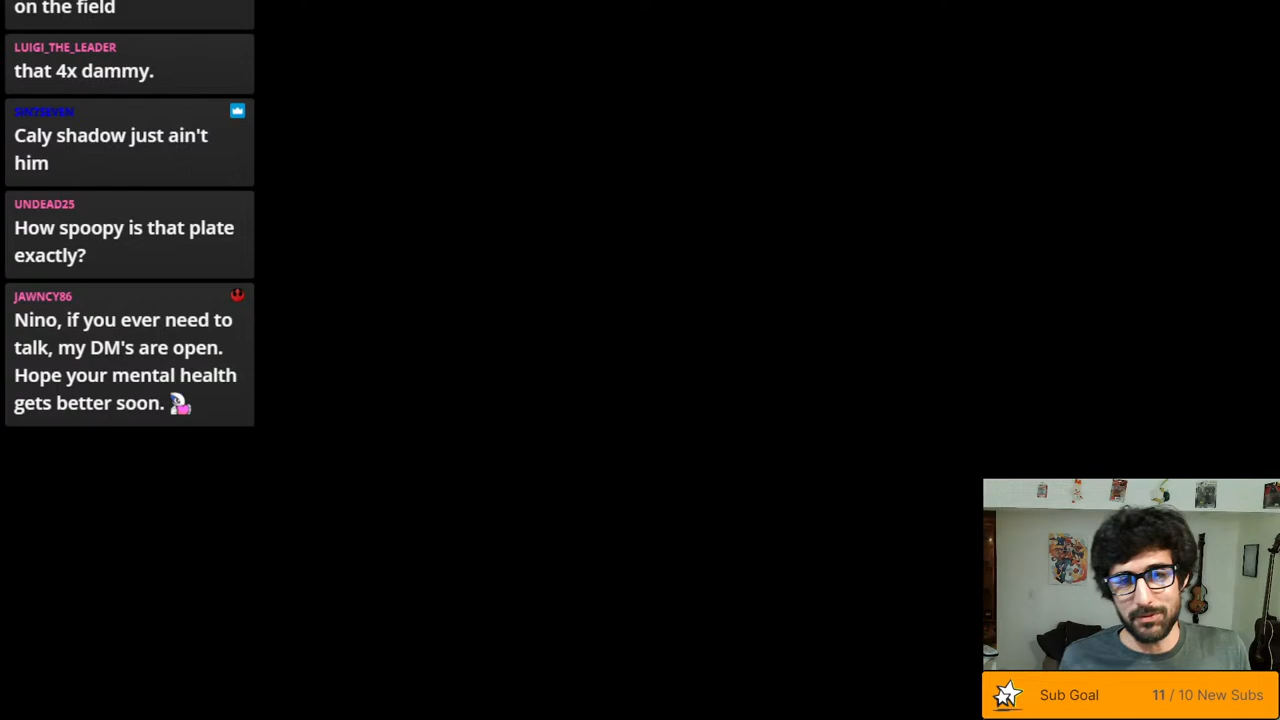 on the field
LUIGI_THE_LEADER
that 4x dammy.
Caly shadow just ain't
him
UNDEAD25
How spoopy is that plate
exactly?
JAWNCY86
Nino, if you ever need to
talk, my DM's are open.
Hope your mental health
gets better soon.
Sub Goal
11 / 10 New Subs